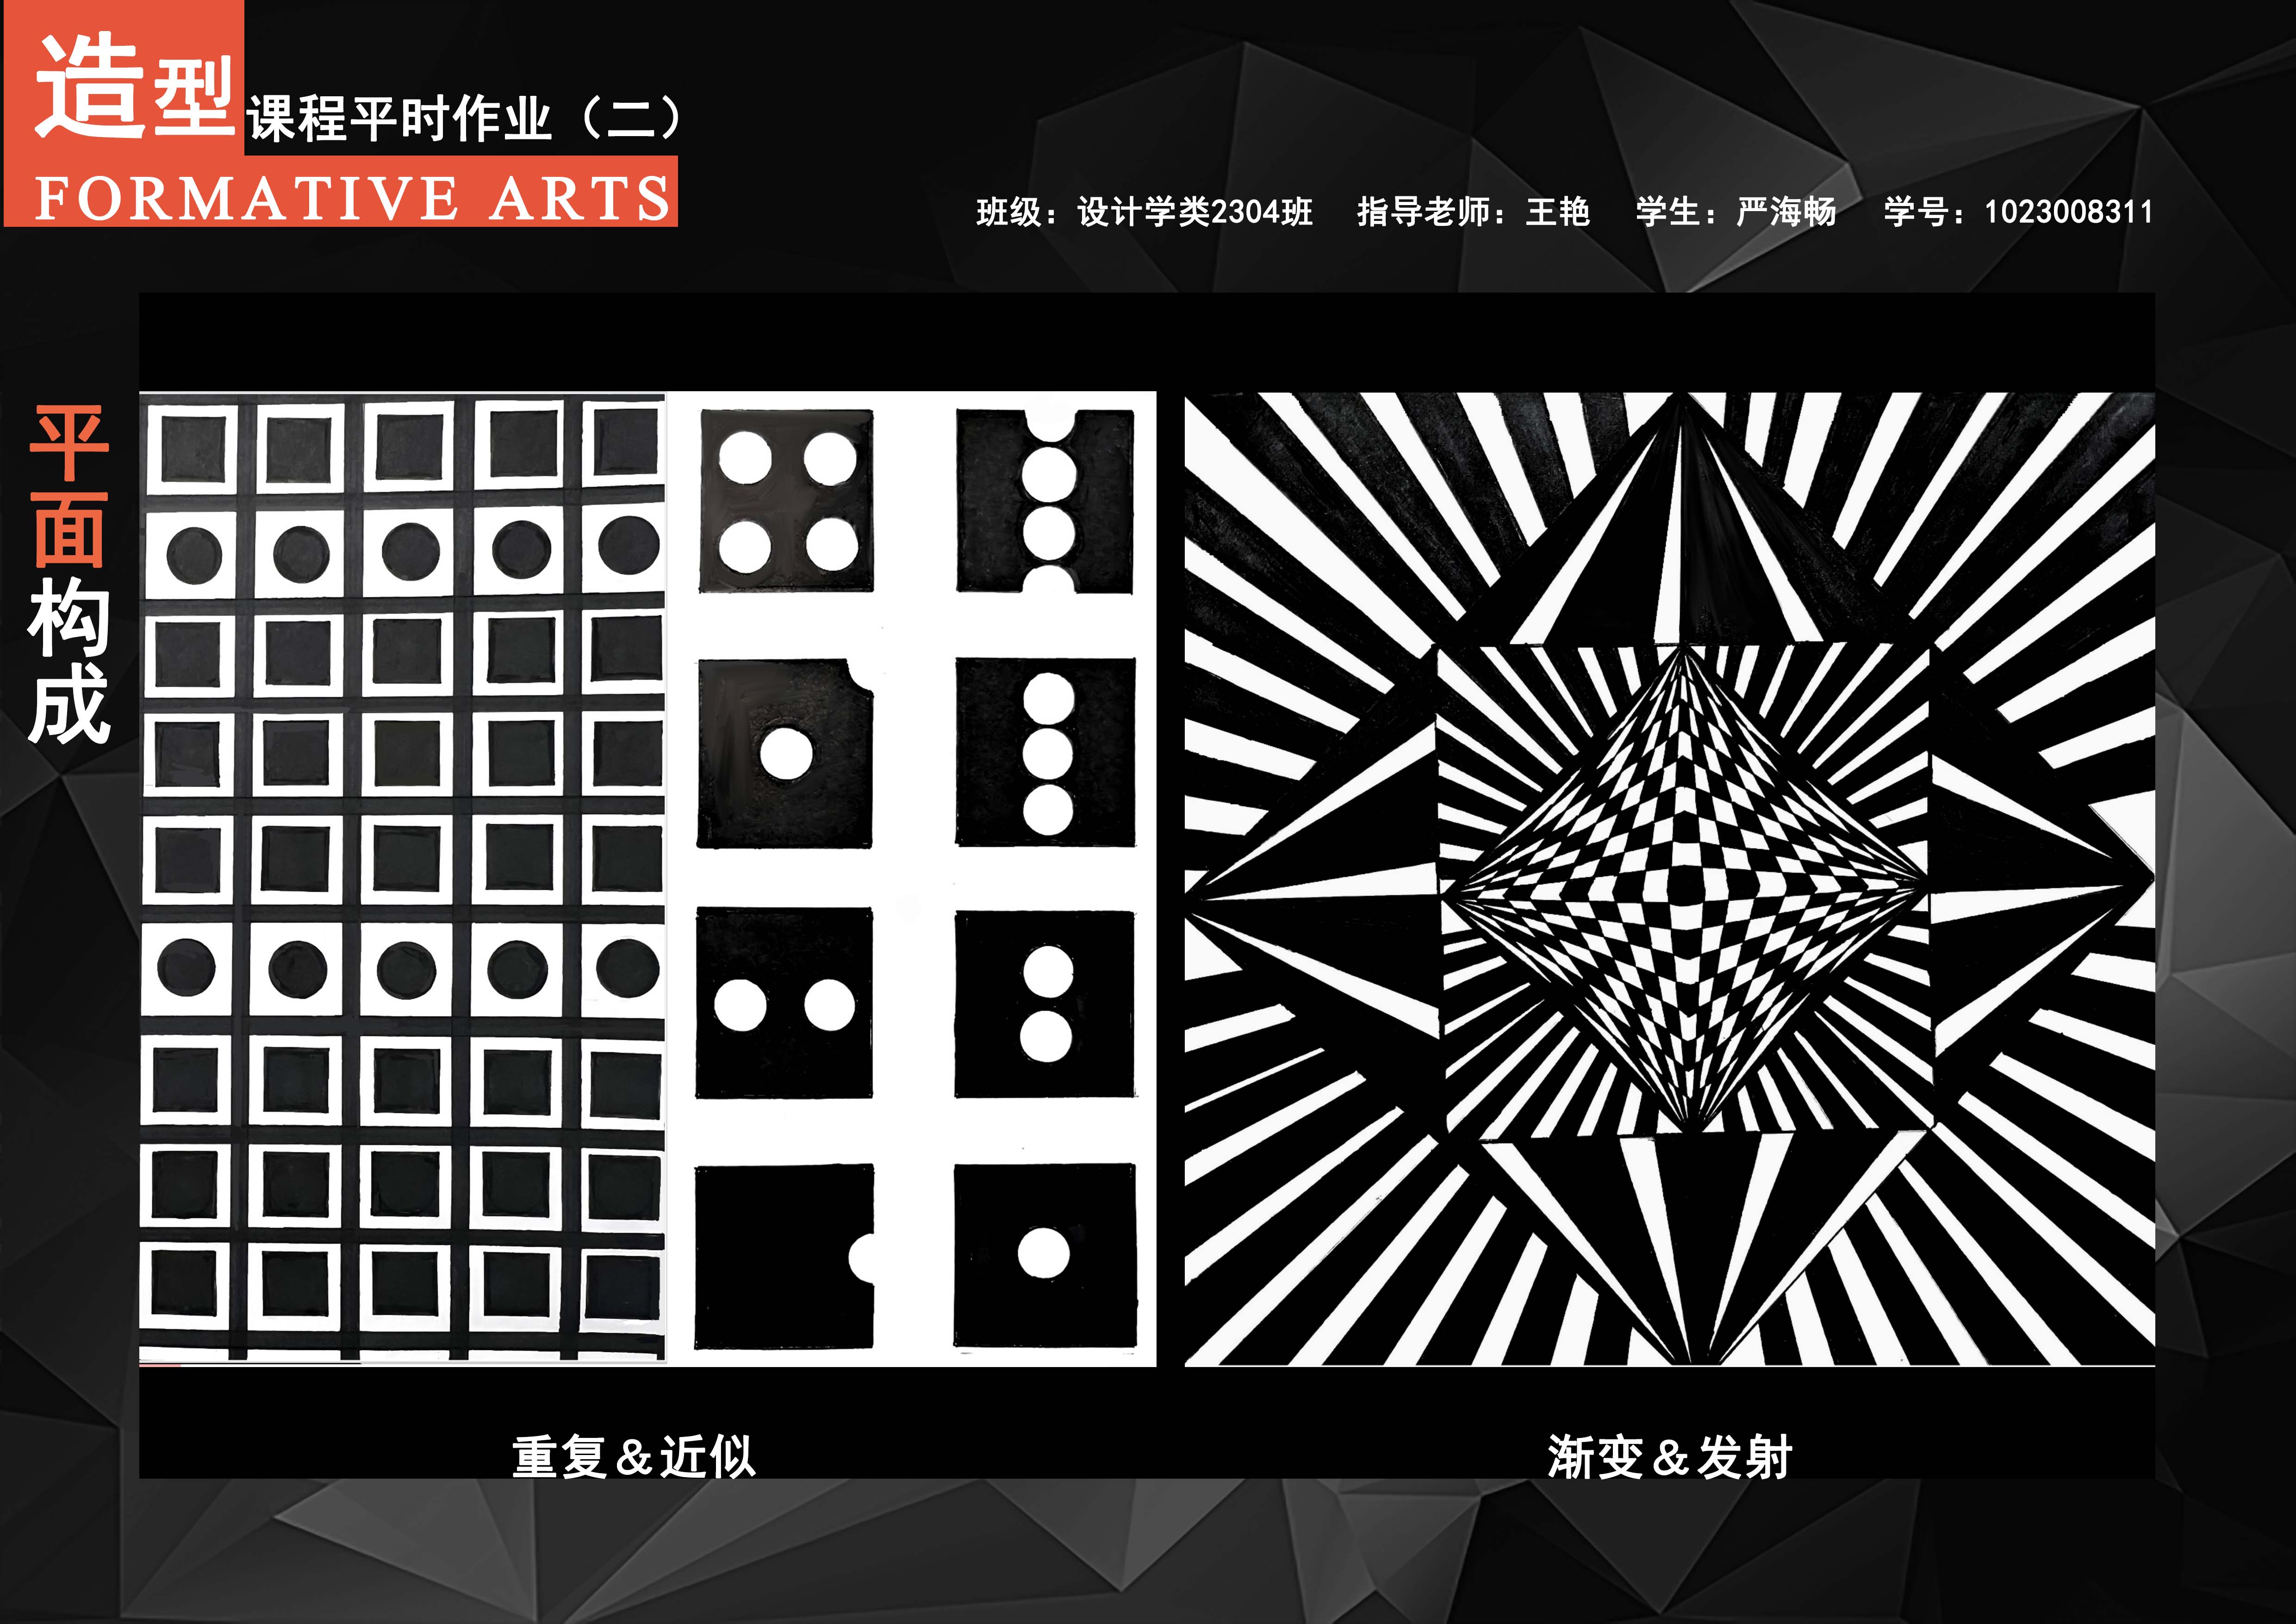 造型课程平时作业（二）
FORMATIVE ARTS
班级：设计学类2304班 指导老师：王艳 学生：严海畅 学号：1023008311
平面构成
重复&近似
渐变&发射